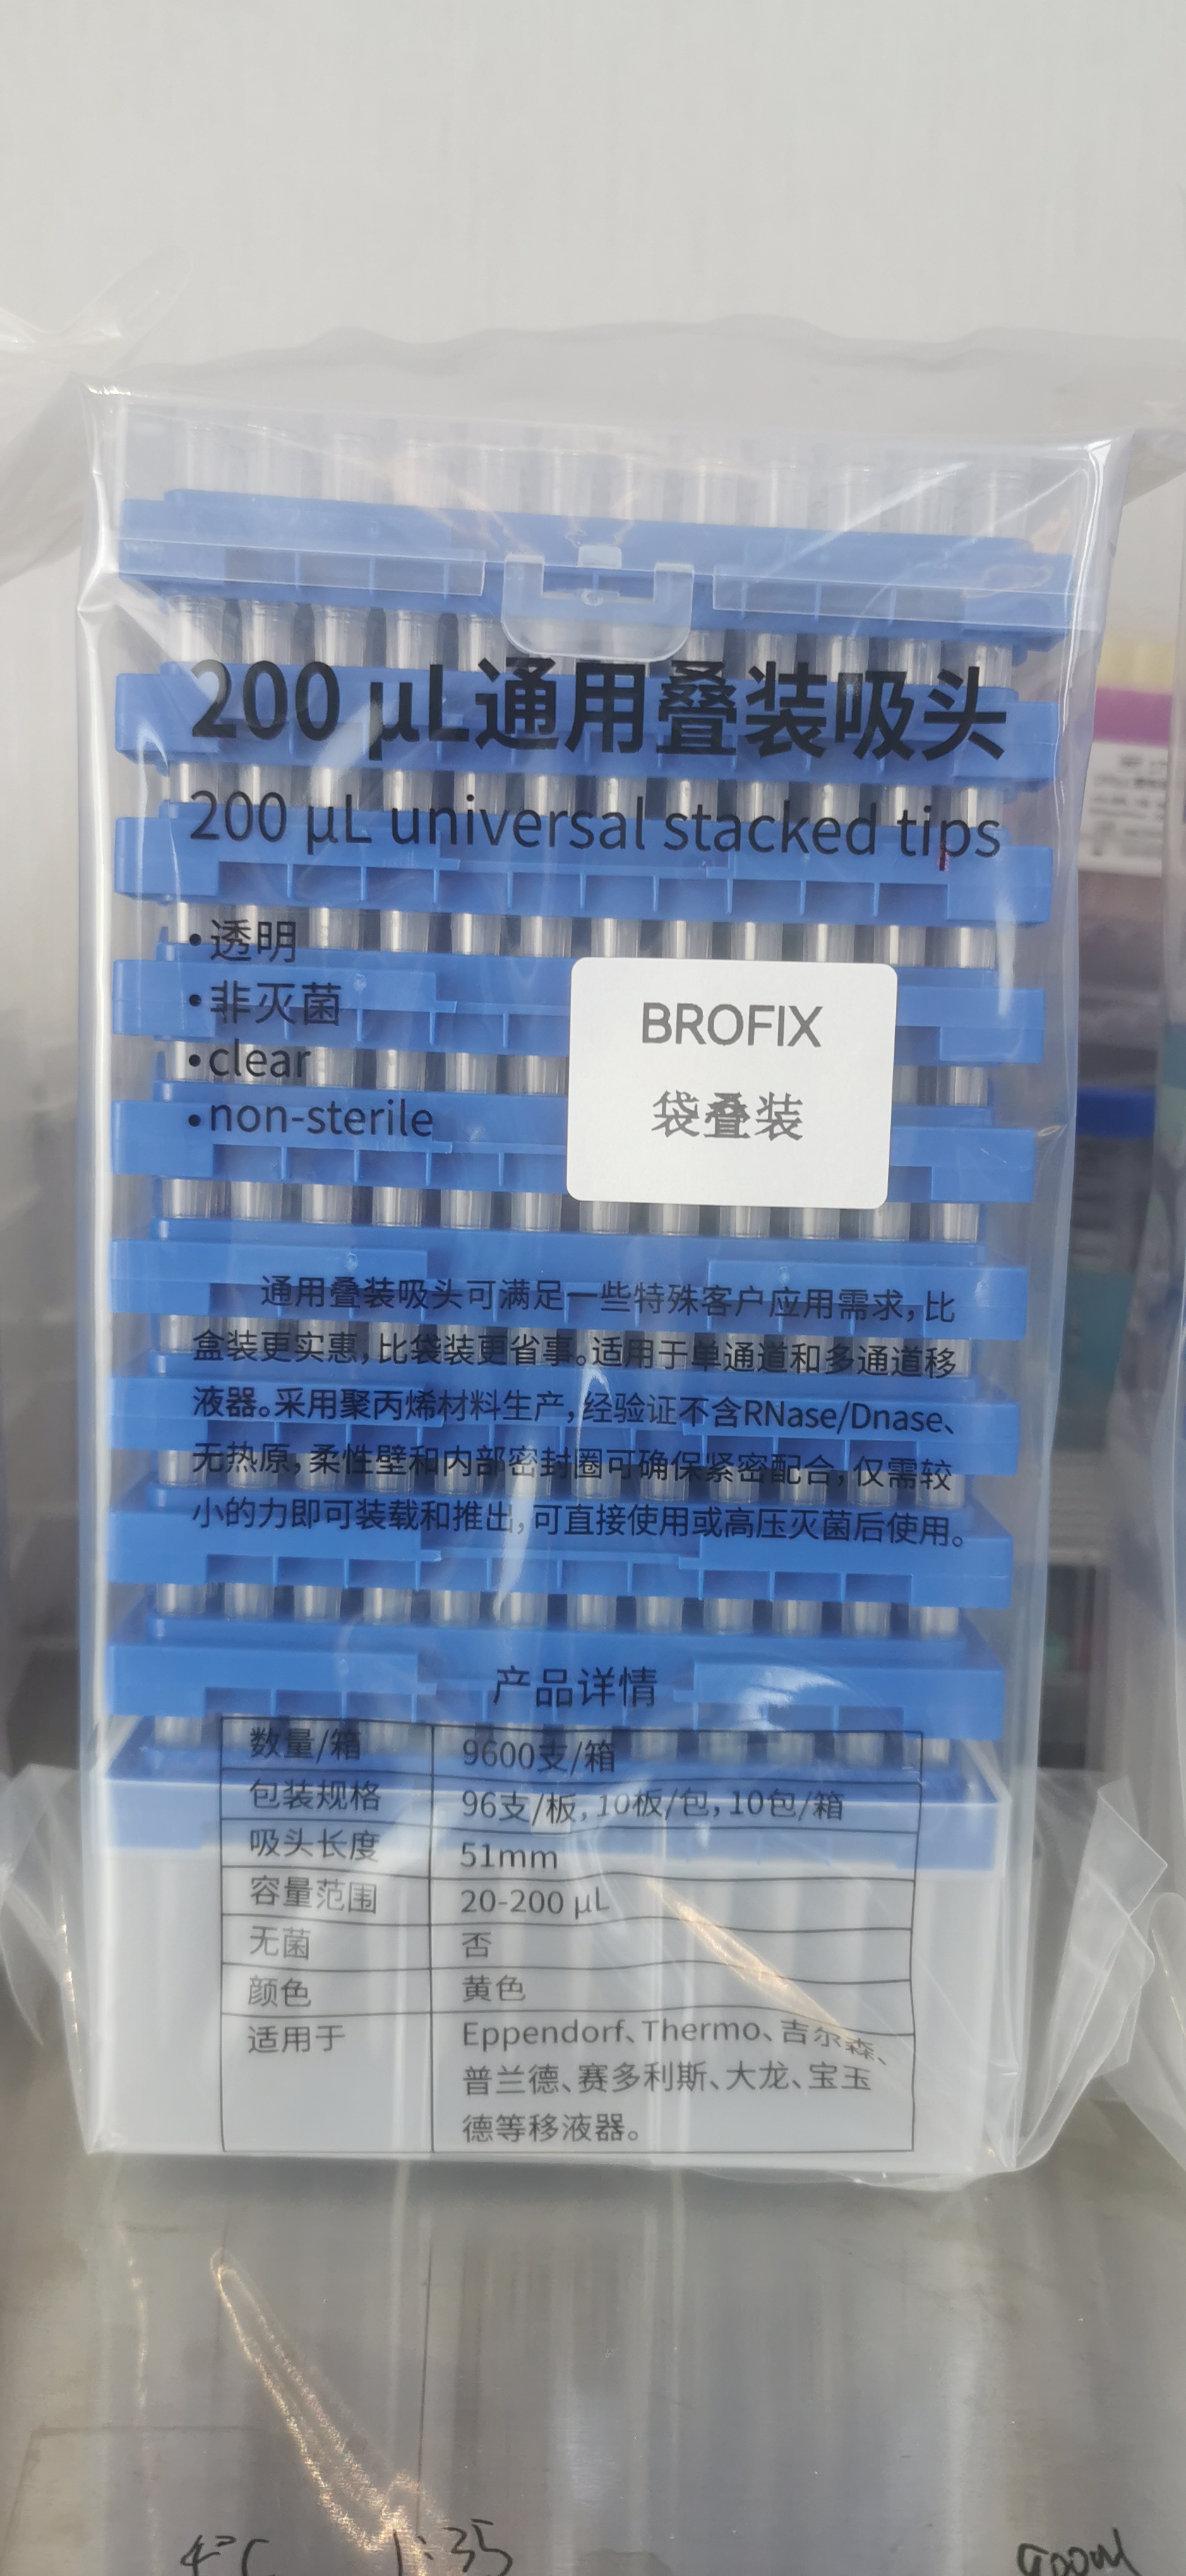 200 μL通用叠装吸头
200 μL universal stacked tips
•透明
•非灭菌
•clear
•non-sterile
BROFIX
袋叠装
通用叠装吸头可满足一些特殊客户应用需求，比
盒装更实惠，比袋装更省事。适用于单通道和多通道移
液器。采用聚丙烯材料生产，经验证不含RNase/Dnase、
无热原，柔性壁和内部密封圈可确保紧密配合，仅需较
小的力即可装载和推出，可直接使用或高压灭菌后使用。
产品详情
数量/箱 9600支/箱
包装规格 96支/板，10板/包，10包/箱
吸头长度 51mm
容量范围 20-200 μL
无菌 否
颜色 黄色
适用于 Eppendorf、Thermo、吉尔森、
普兰德、赛多利斯、大龙、宝玉
德等移液器。
4°C 1:35